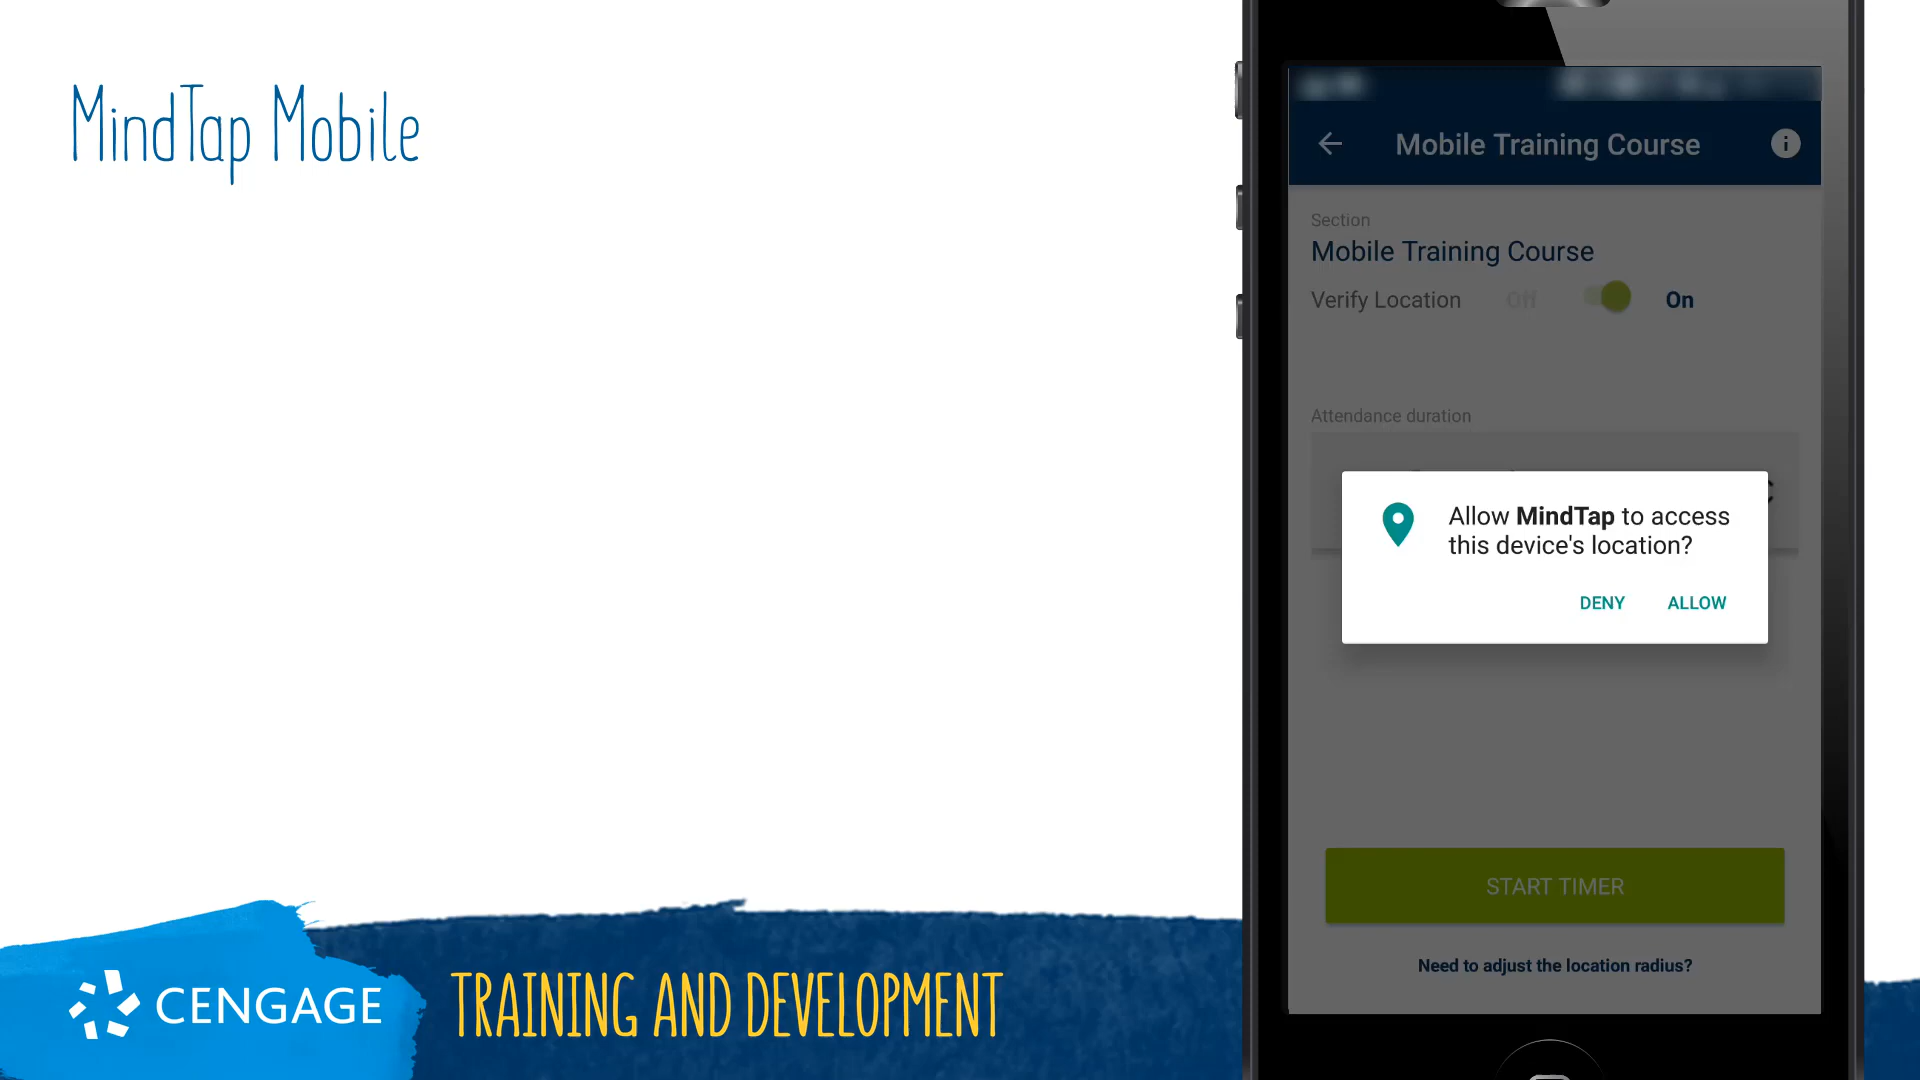 MindTap Mobile
Mobile Training Course
Section
Mobile Training Course
Verify Location Off On
Attendance duration
Allow MindTap to access
this device's location?
DENY ALLOW
START TIMER
Need to adjust the location radius?
CENGAGE
TRAINING AND DEVELOPMENT